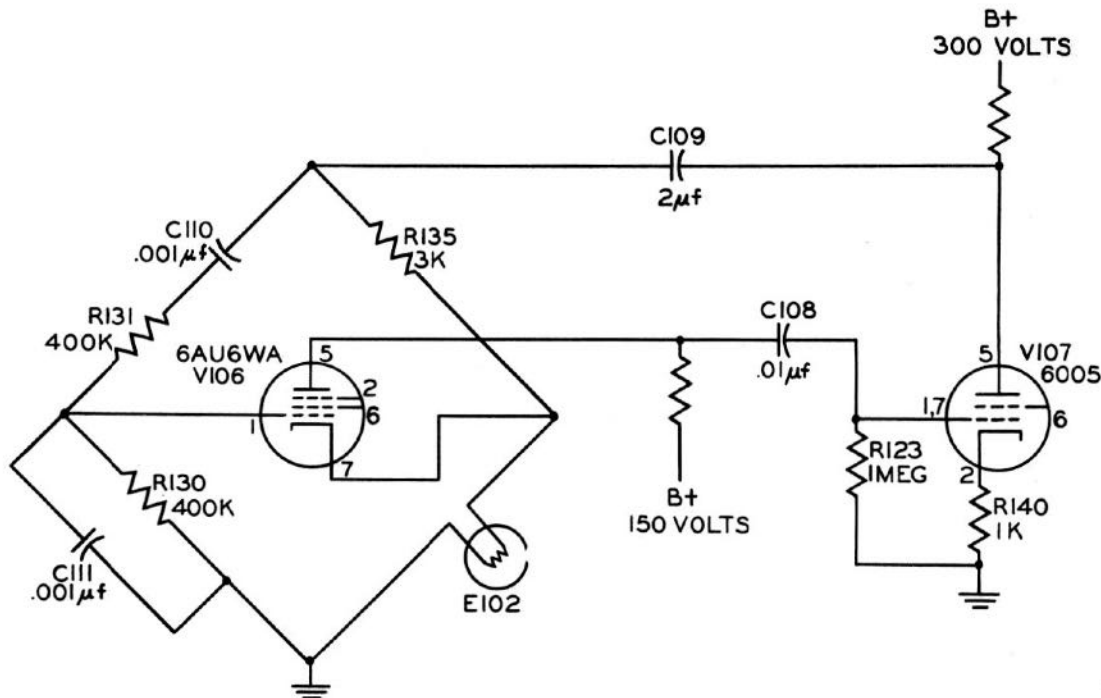 B+
300 VOLTS
C109
2μf
C110
.001μf
R135
3K
R131
400K
C108
.01μf
6AU6WA
V106
5
2
6
1
7
V107
6005
5
1,7
6
2
R123
1MEG
R130
400K
B+
150 VOLTS
R140
1K
C111
.001μf
E102